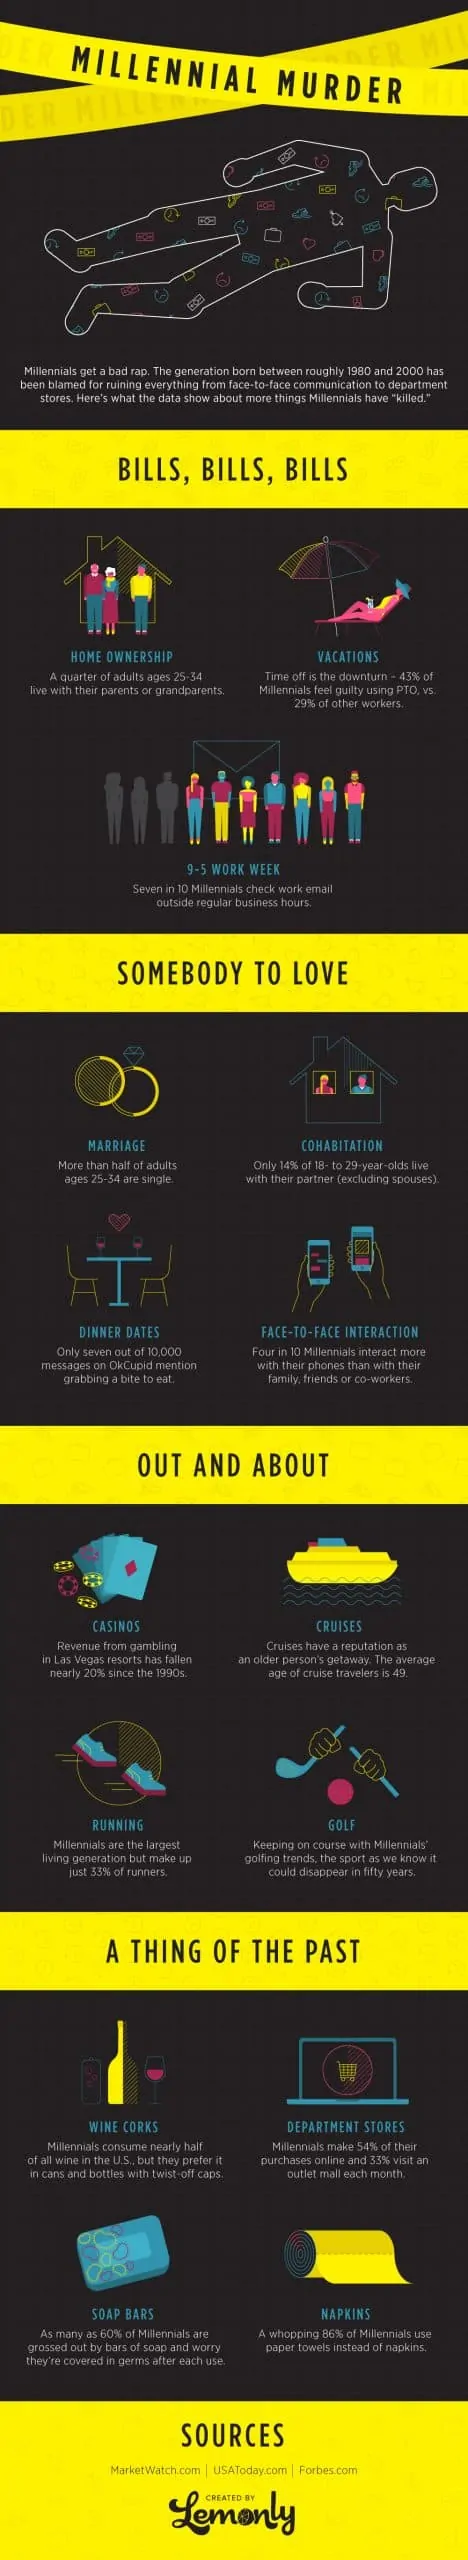 MILLENNIAL MURDER
Millennials get a bad rap. The generation born between roughly 1980 and 2000 has
been blamed for ruining everything from face-to-face communication to department
stores. Here's what the data show about more things Millennials have “killed.”
BILLS, BILLS, BILLS
HOME OWNERSHIP
A quarter of adults ages 25-34
live with their parents or grandparents.
VACATIONS
Time off is the downturn – 43% of
Millennials feel guilty using PTO, vs.
29% of other workers.
9-5 WORK WEEK
Seven in 10 Millennials check work email
outside regular business hours.
SOMEBODY TO LOVE
MARRIAGE
More than half of adults
ages 25-34 are single.
COHABITATION
Only 14% of 18- to 29-year-olds live
with their partner (excluding spouses).
DINNER DATES
Only seven out of 10,000
messages on OkCupid mention
grabbing a bite to eat.
FACE-TO-FACE INTERACTION
Four in 10 Millennials interact more
with their phones than with their
family, friends or co-workers.
OUT AND ABOUT
CASINOS
Revenue from gambling
in Las Vegas resorts has fallen
nearly 20% since the 1990s.
CRUISES
Cruises have a reputation as
an older person's getaway. The average
age of cruise travelers is 49.
RUNNING
Millennials are the largest
living generation but make up
just 33% of runners.
GOLF
Keeping on course with Millennials'
golfing trends, the sport as we know it
could disappear in fifty years.
A THING OF THE PAST
WINE CORKS
Millennials consume nearly half
of all wine in the U.S., but they prefer it
in cans and bottles with twist-off caps.
DEPARTMENT STORES
Millennials make 54% of their
purchases online and 33% visit an
outlet mall each month.
SOAP BARS
As many as 60% of Millennials are
grossed out by bars of soap and worry
they're covered in germs after each use.
NAPKINS
A whopping 86% of Millennials use
paper towels instead of napkins.
SOURCES
MarketWatch.com | USAToday.com | Forbes.com
CREATED BY
Lemonly